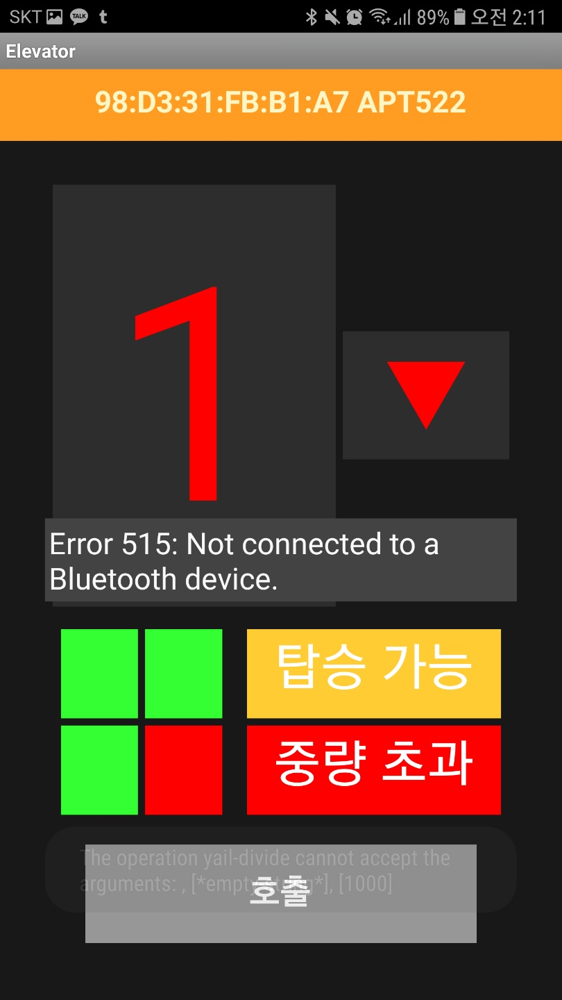 SKT TALK t 89% 오전 2:11
Elevator
98:D3:31:FB:B1:A7 APT522
1
▼
Error 515: Not connected to a
Bluetooth device.
탑승 가능
중량 초과
The operation yail-divide cannot accept the
arguments: , [*empty-string*], [1000]
호출